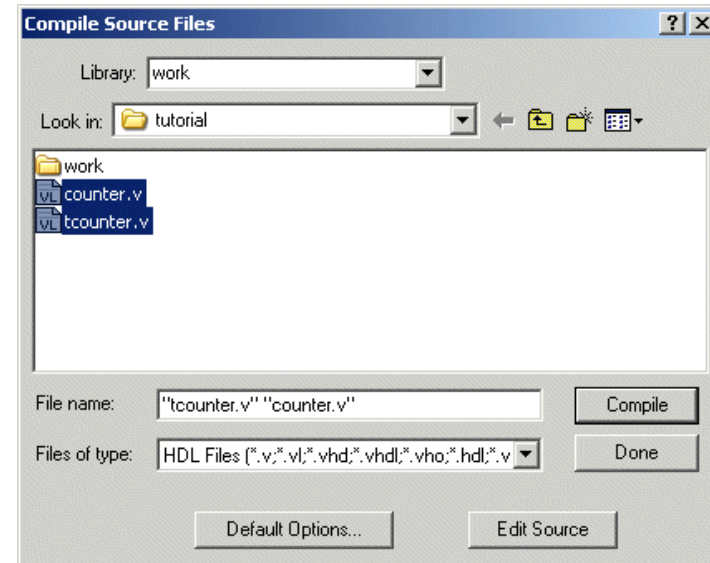 Compile Source Files
Library: work
Look in: tutorial
work
counter.v
tcounter.v
File name: "tcounter.v" "counter.v" Compile
Files of type: HDL Files (*.v;*.vl;*.vhd;*.vhdl;*.vho;*.hdl;*.v Done
Default Options... Edit Source